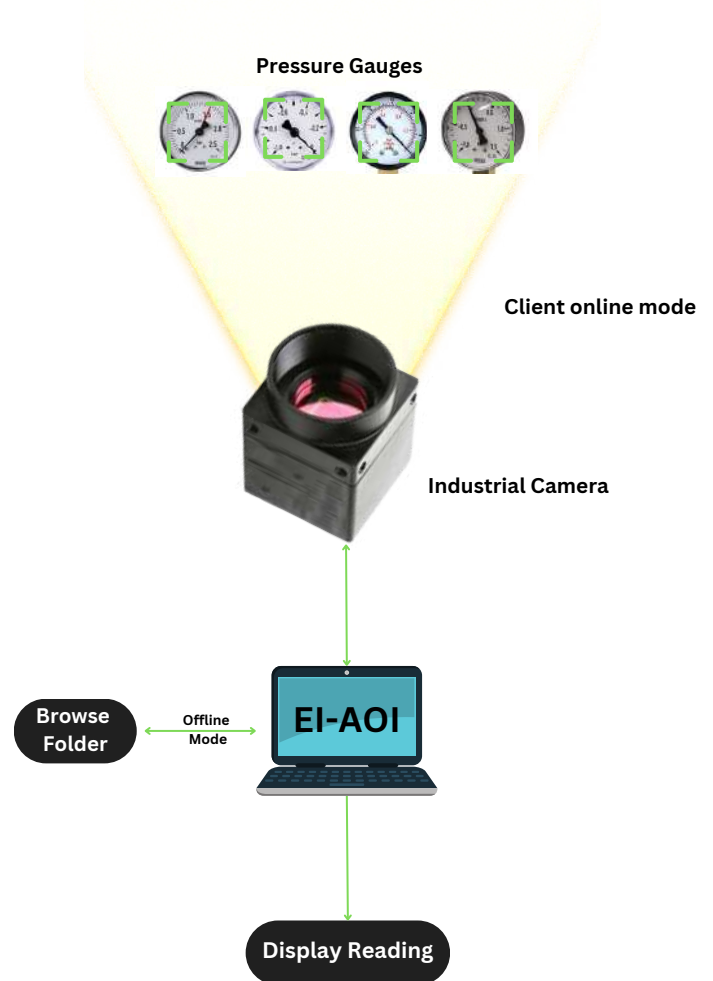 Pressure Gauges
Client online mode
Industrial Camera
EI-AOI
Browse
Folder
Offline
Mode
Display Reading